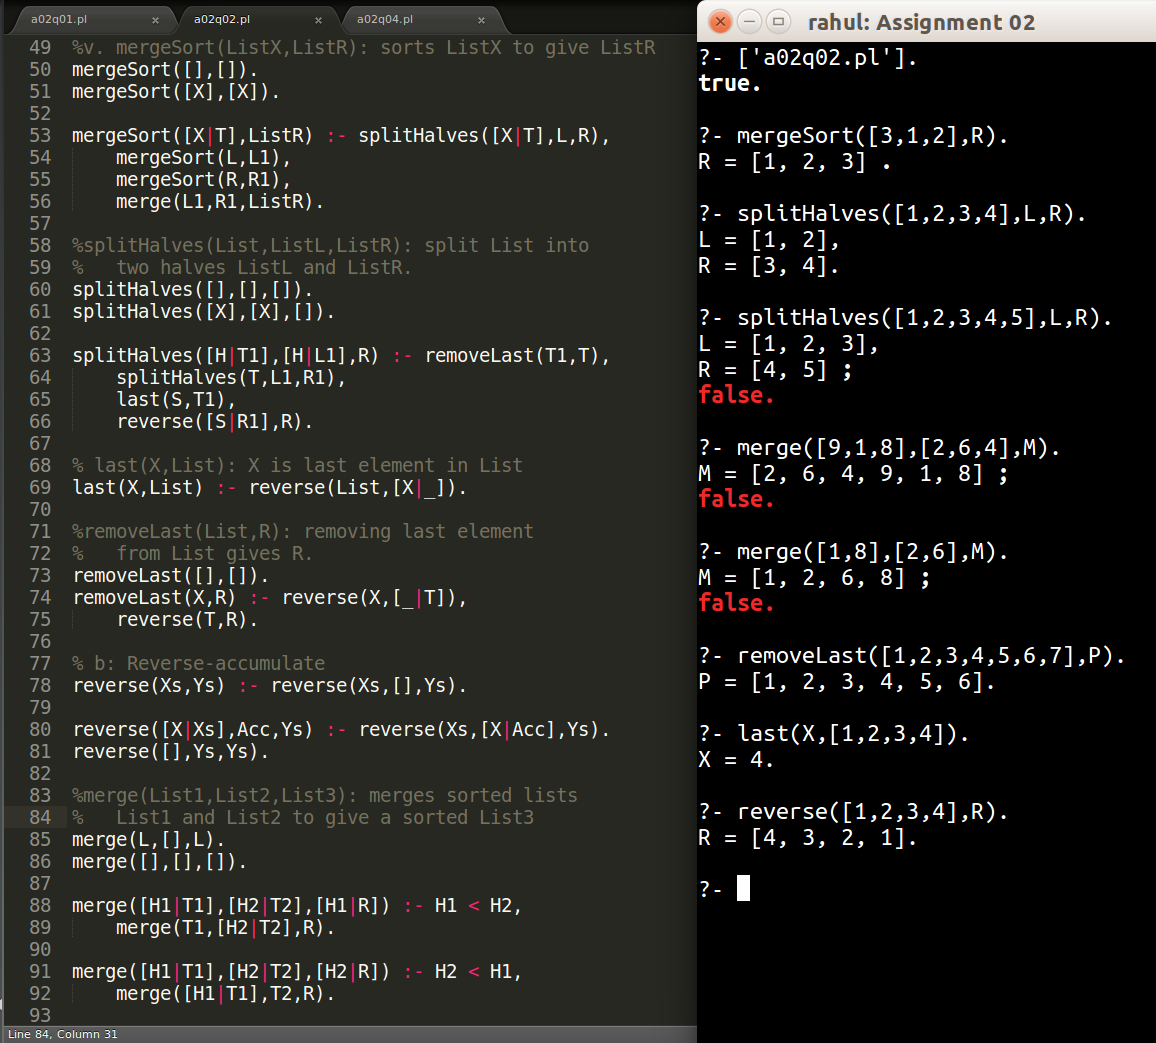 a02q01.pl × a02q02.pl × a02q04.pl ×
49 %v. mergeSort(ListX,ListR): sorts ListX to give ListR
50 mergeSort([],[]).
51 mergeSort([X],[X]).
52
53 mergeSort([X|T],ListR) :- splitHalves([X|T],L,R),
54     mergeSort(L,L1),
55     mergeSort(R,R1),
56     merge(L1,R1,ListR).
57
58 %splitHalves(List,ListL,ListR): split List into
59 %   two halves ListL and ListR.
60 splitHalves([],[],[]).
61 splitHalves([X],[X],[]).
62
63 splitHalves([H|T1],[H|L1],R) :- removeLast(T1,T),
64     splitHalves(T,L1,R1),
65     last(S,T1),
66     reverse([S|R1],R).
67
68 % last(X,List): X is last element in List
69 last(X,List) :- reverse(List,[X|_]).
70
71 %removeLast(List,R): removing last element
72 %   from List gives R.
73 removeLast([],[]).
74 removeLast(X,R) :- reverse(X,[_|T]),
75     reverse(T,R).
76
77 % b: Reverse-accumulate
78 reverse(Xs,Ys) :- reverse(Xs,[],Ys).
79
80 reverse([X|Xs],Acc,Ys) :- reverse(Xs,[X|Acc],Ys).
81 reverse([],Ys,Ys).
82
83 %merge(List1,List2,List3): merges sorted lists
84 %   List1 and List2 to give a sorted List3
85 merge(L,[],L).
86 merge([],[],[]).
87
88 merge([H1|T1],[H2|T2],[H1|R]) :- H1 < H2,
89     merge(T1,[H2|T2],R).
90
91 merge([H1|T1],[H2|T2],[H2|R]) :- H2 < H1,
92     merge([H1|T1],T2,R).
93
Line 84, Column 31
rahul: Assignment 02
?- ['a02q02.pl'].
true.
?- mergeSort([3,1,2],R).
R = [1, 2, 3] .
?- splitHalves([1,2,3,4],L,R).
L = [1, 2],
R = [3, 4].
?- splitHalves([1,2,3,4,5],L,R).
L = [1, 2, 3],
R = [4, 5] ;
false.
?- merge([9,1,8],[2,6,4],M).
M = [2, 6, 4, 9, 1, 8] ;
false.
?- merge([1,8],[2,6],M).
M = [1, 2, 6, 8] ;
false.
?- removeLast([1,2,3,4,5,6,7],P).
P = [1, 2, 3, 4, 5, 6].
?- last(X,[1,2,3,4]).
X = 4.
?- reverse([1,2,3,4],R).
R = [4, 3, 2, 1].
?-